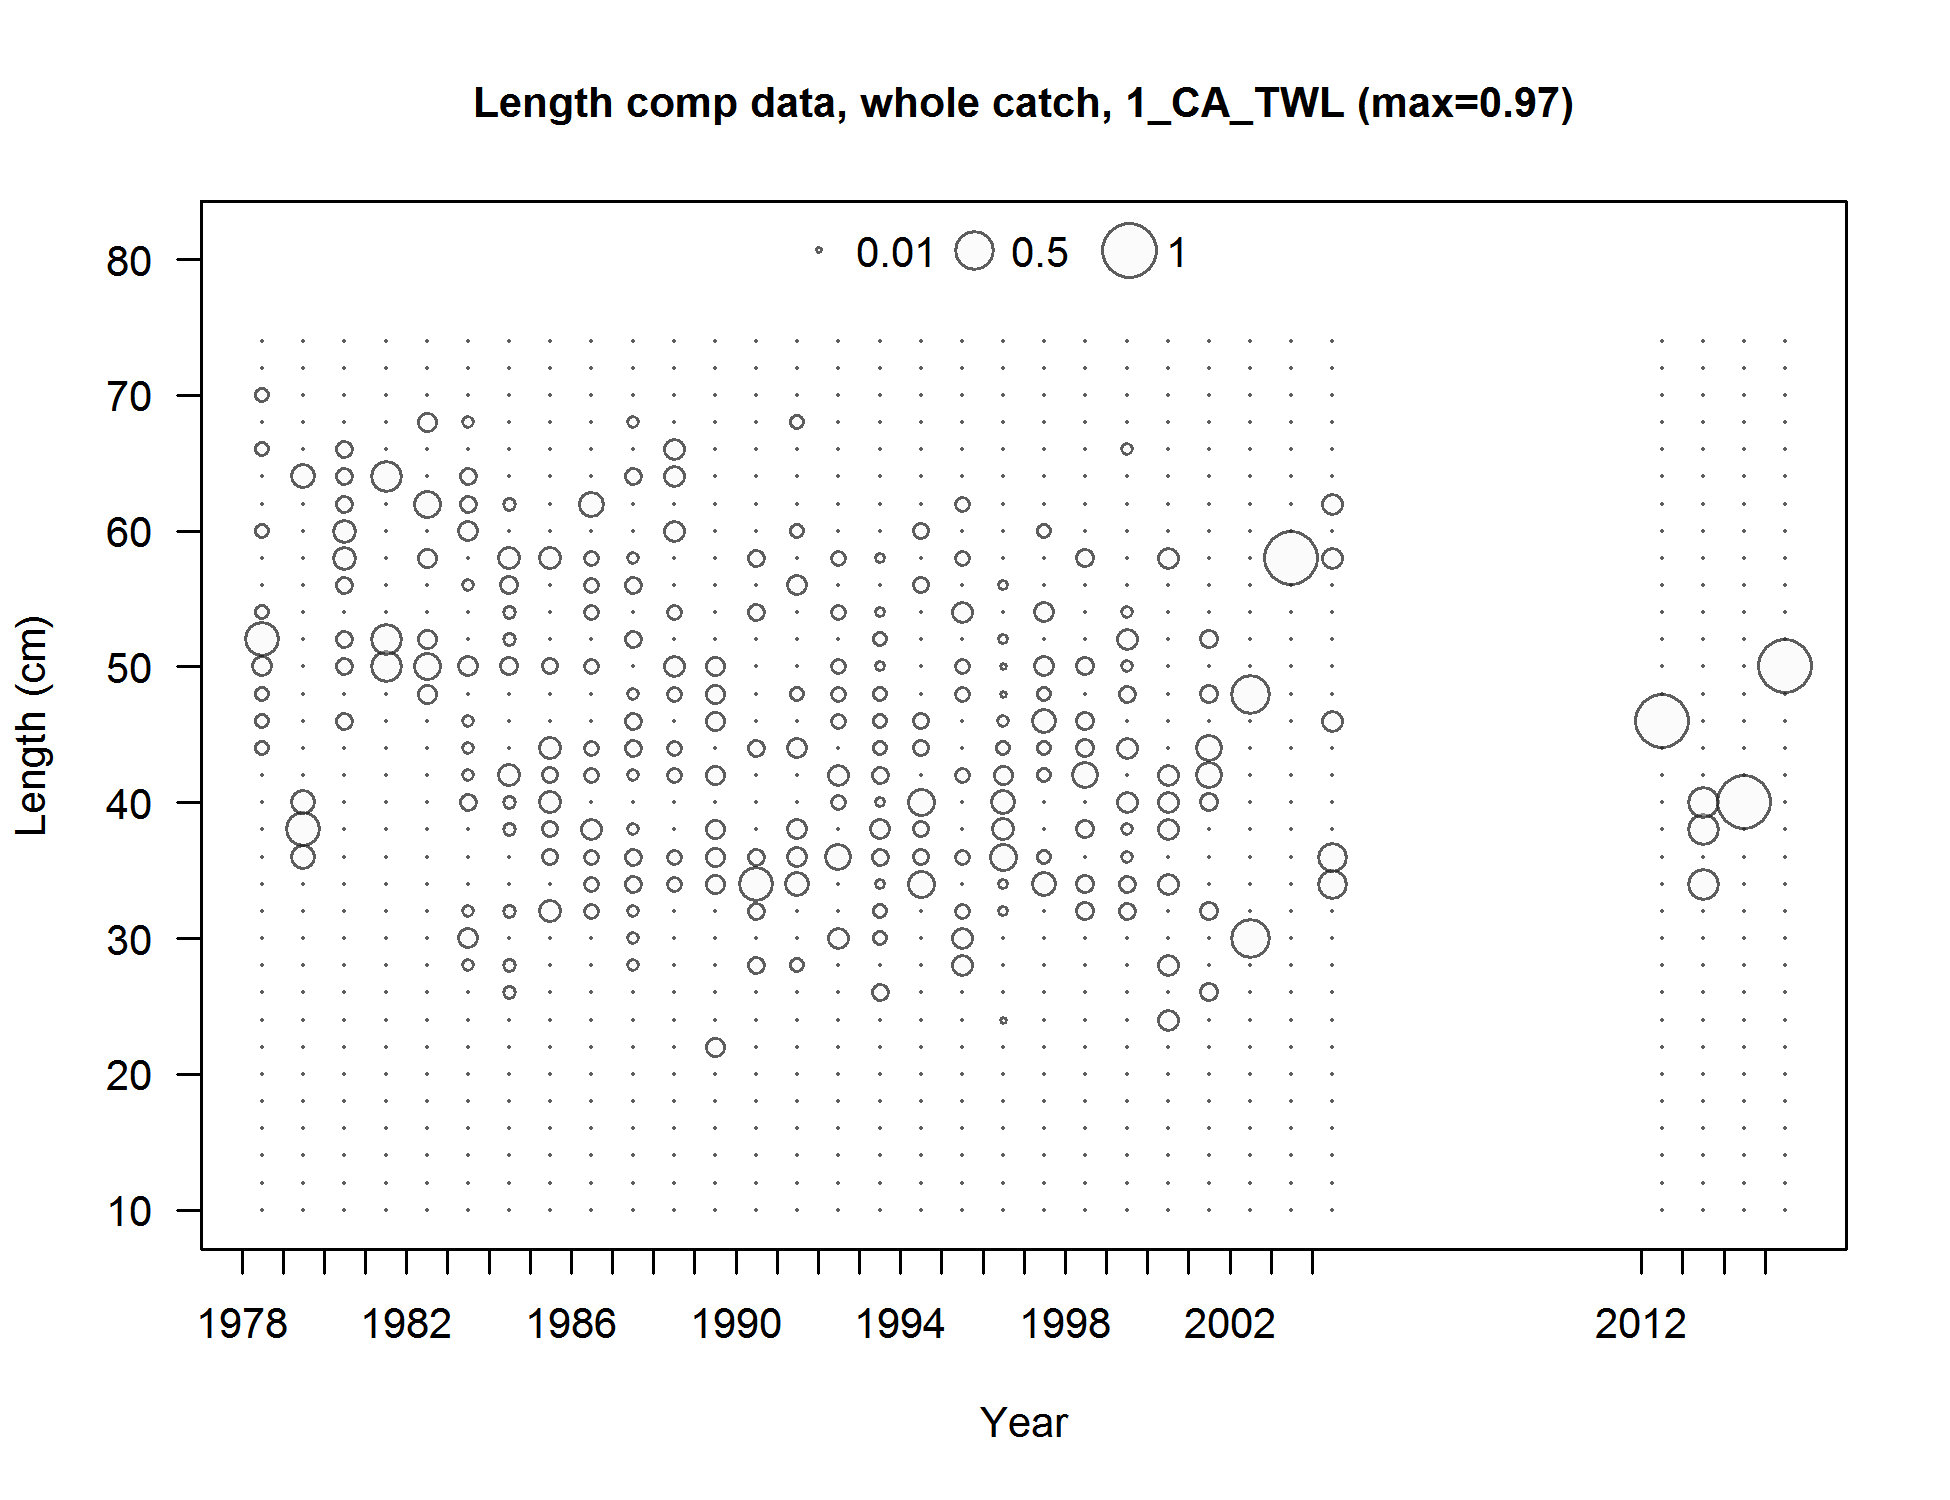 Length comp data, whole catch, 1_CA_TWL (max=0.97)
0.01 0.5 1
80
70
60
50
40
30
20
10
Length (cm)
1978 1982 1986 1990 1994 1998 2002 2012
Year